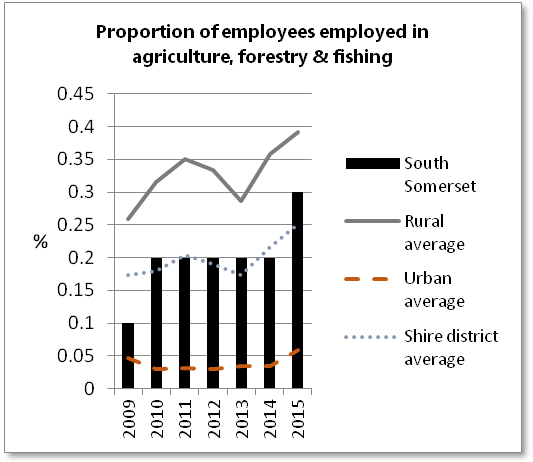 Proportion of employees employed in
agriculture, forestry & fishing
0.45
0.4
0.35
0.3
0.25
0.2
0.15
0.1
0.05
0
%
2009
2010
2011
2012
2013
2014
2015
South
Somerset
Rural
average
Urban
average
Shire district
average